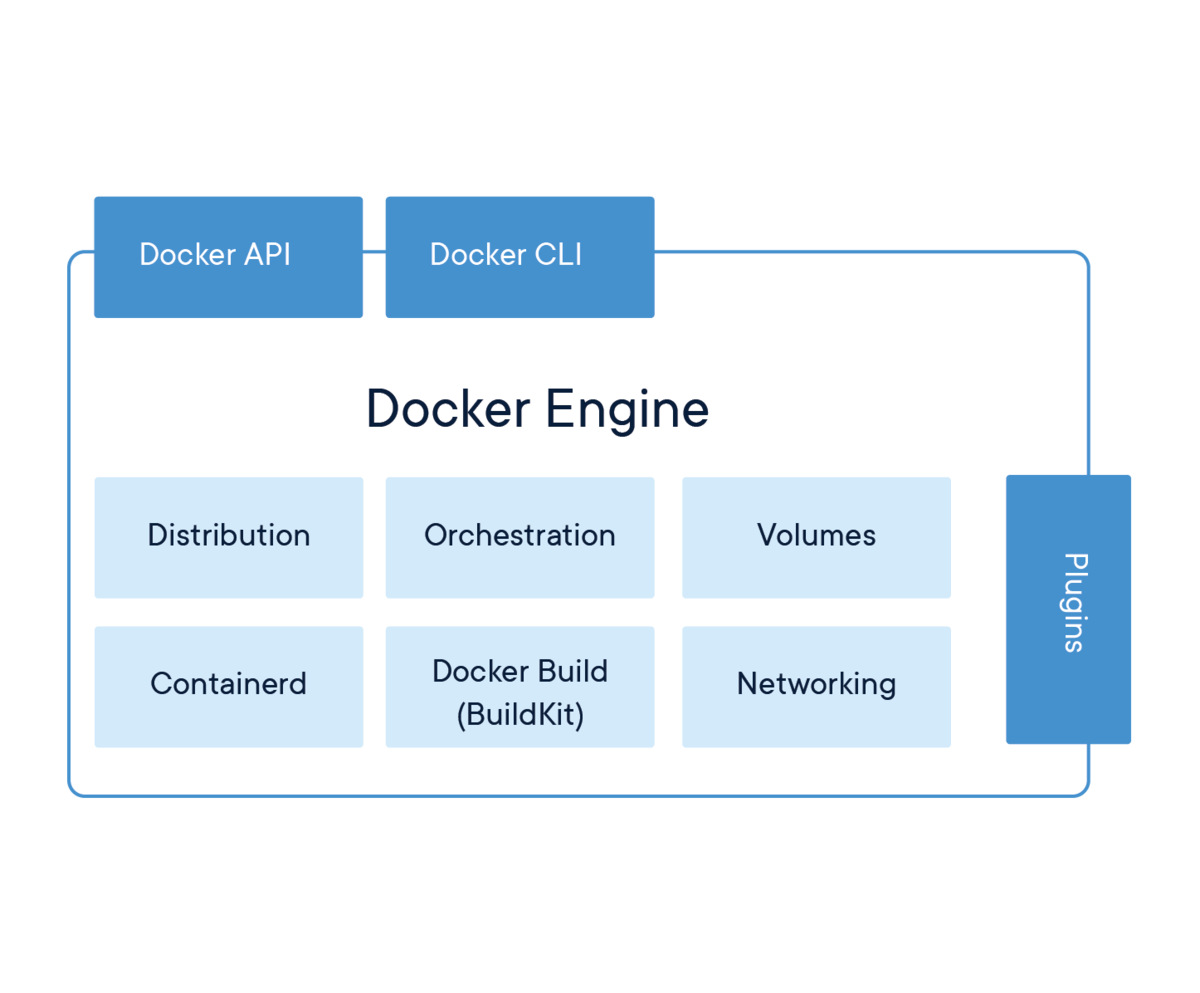 Docker API
Docker CLI
Docker Engine
Distribution
Orchestration
Volumes
Containerd
Docker Build
(BuildKit)
Networking
Plugins